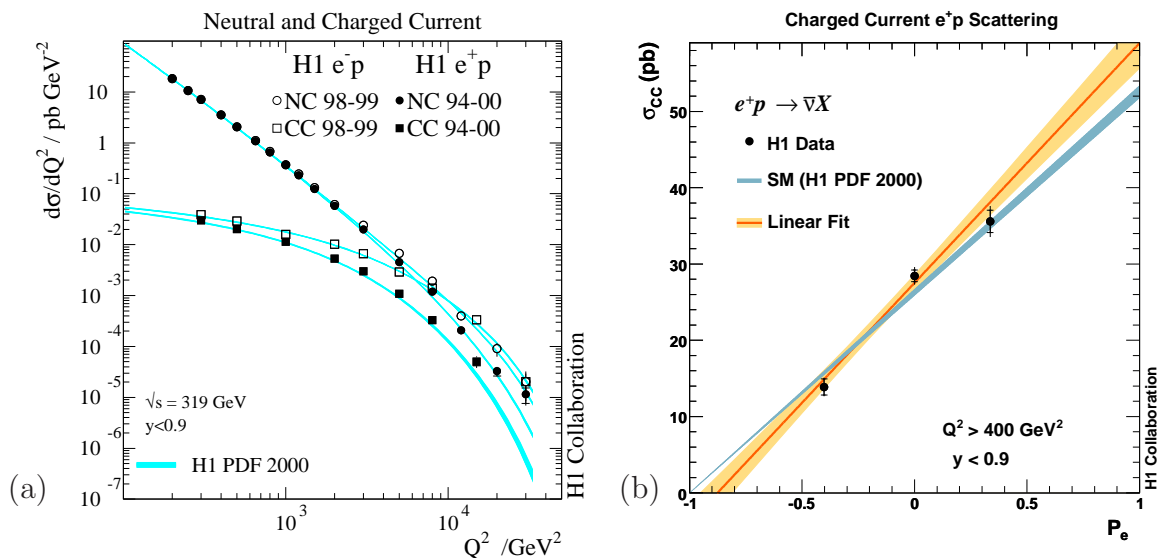 Neutral and Charged Current
dσ/dQ² / pb GeV⁻²
H1 e⁻p H1 e⁺p
NC 98-99 NC 94-00
CC 98-99 CC 94-00
10
1
10⁻¹
10⁻²
10⁻³
10⁻⁴
10⁻⁵
10⁻⁶
10⁻⁷
√s = 319 GeV
y<0.9
H1 PDF 2000
10³ 10⁴
Q² /GeV²
H1 Collaboration
(a)
Charged Current e⁺p Scattering
σCC (pb)
e⁺p → ν̅X
H1 Data
SM (H1 PDF 2000)
Linear Fit
50
40
30
20
10
0
Q² > 400 GeV²
y < 0.9
-1 -0.5 0 0.5 1
Pₑ
H1 Collaboration
(b)